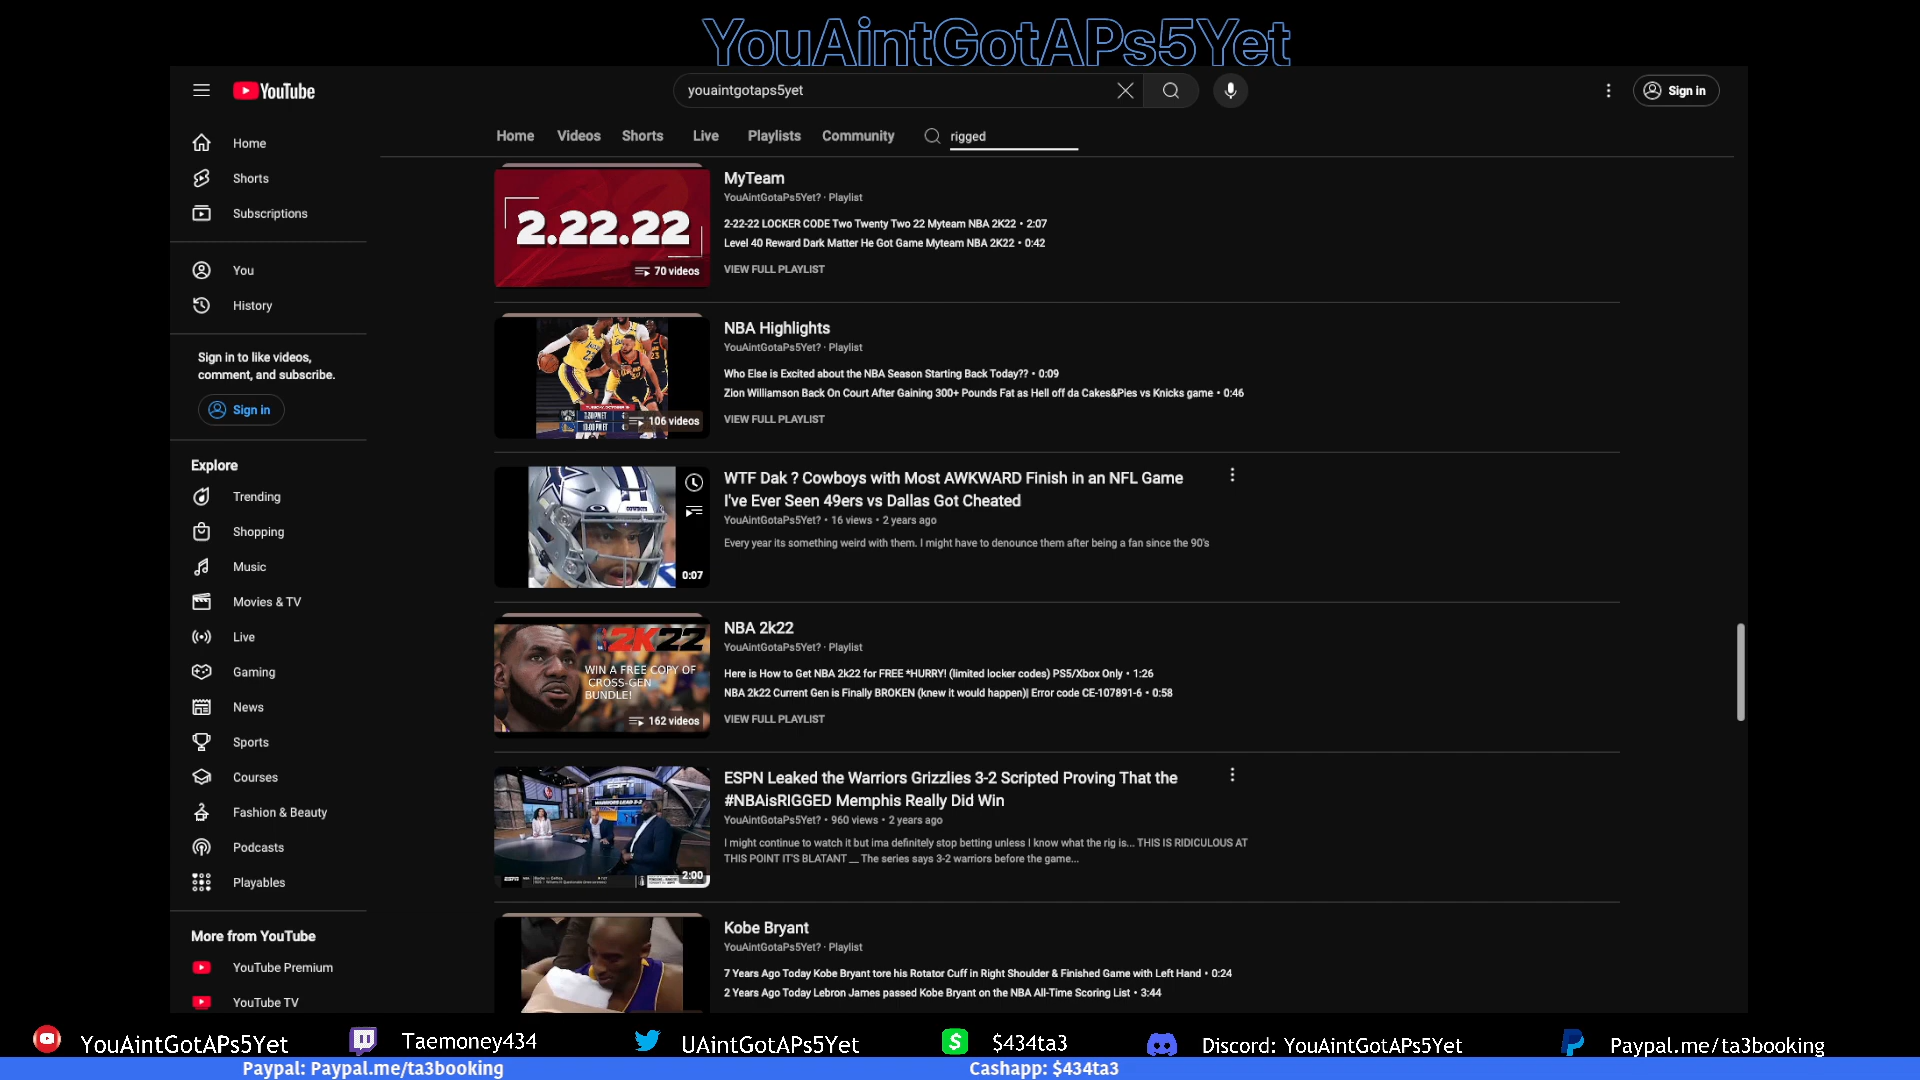 YouAintGotAPs5Yet
YouTube
youaintgotaps5yet
Sign in
Home
Videos
Shorts
Live
Playlists
Community
rigged
Home
Shorts
Subscriptions
You
History
Sign in to like videos,
comment, and subscribe.
Sign in
Explore
Trending
Shopping
Music
Movies & TV
Live
Gaming
News
Sports
Courses
Fashion & Beauty
Podcasts
Playables
More from YouTube
YouTube Premium
YouTube TV
2.22.22
70 videos
MyTeam
YouAintGotaPs5Yet? · Playlist
2-22-22 LOCKER CODE Two Twenty Two 22 Myteam NBA 2K22 • 2:07
Level 40 Reward Dark Matter He Got Game Myteam NBA 2K22 • 0:42
VIEW FULL PLAYLIST
106 videos
NBA Highlights
YouAintGotaPs5Yet? · Playlist
Who Else is Excited about the NBA Season Starting Back Today?? • 0:09
Zion Williamson Back On Court After Gaining 300+ Pounds Fat as Hell off da Cakes&Pies vs Knicks game • 0:46
VIEW FULL PLAYLIST
COWBOYS
0:07
WTF Dak ? Cowboys with Most AWKWARD Finish in an NFL Game
I've Ever Seen 49ers vs Dallas Got Cheated
YouAintGotaPs5Yet? • 16 views • 2 years ago
Every year its something weird with them. I might have to denounce them after being a fan since the 90's
2K22
WIN A FREE COPY OF
CROSS-GEN
BUNDLE!
162 videos
NBA 2k22
YouAintGotaPs5Yet? · Playlist
Here is How to Get NBA 2k22 for FREE *HURRY! (limited locker codes) PS5/Xbox Only • 1:26
NBA 2k22 Current Gen is Finally BROKEN (knew it would happen)| Error code CE-107891-6 • 0:58
VIEW FULL PLAYLIST
WARRIORS LEAD 3-2
ESPN
2:00
ESPN Leaked the Warriors Grizzlies 3-2 Scripted Proving That the
#NBAisRIGGED Memphis Really Did Win
YouAintGotaPs5Yet? • 960 views • 2 years ago
I might continue to watch it but ima definitely stop betting unless I know what the rig is... THIS IS RIDICULOUS AT
THIS POINT IT'S BLATANT __ The series says 3-2 warriors before the game...
Kobe Bryant
YouAintGotaPs5Yet? · Playlist
7 Years Ago Today Kobe Bryant tore his Rotator Cuff in Right Shoulder & Finished Game with Left Hand • 0:24
2 Years Ago Today Lebron James passed Kobe Bryant on the NBA All-Time Scoring List • 3:44
YouAintGotAPs5Yet
Taemoney434
UAintGotAPs5Yet
$434ta3
Discord: YouAintGotAPs5Yet
Paypal.me/ta3booking
Paypal: Paypal.me/ta3booking
Cashapp: $434ta3